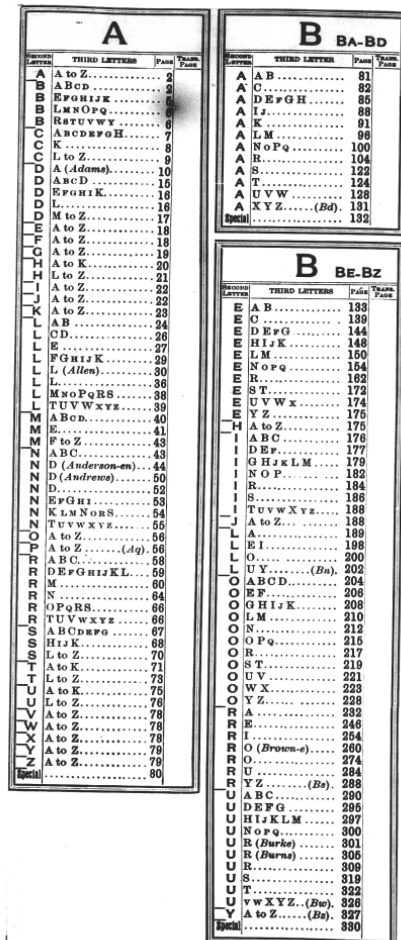 A
SECOND LETTER THIRD LETTERS PAGE TRANS. PAGE
A A to Z 2
B ABCD 2
B EFGHIJK
B LMNOPQ
B RSTUVWY 6
C ABCDEFGH 7
C K 8
C L to Z 9
D A (Adams) 10
D ABCD 15
D EFGHIK 16
D L 16
D M to Z 17
E A to Z 18
F A to Z 18
G A to Z 19
H A to K 20
H L to Z 21
I A to Z 22
J A to Z 22
K A to Z 23
L AB 24
L CD 26
L E 27
L FGHIJK 29
L L (Allen) 30
L L 36
L MNOPQRS 38
L TUVWXYZ 39
M ABCD 40
M E 41
M F to Z 43
N ABC 43
N D (Anderson-en) 44
N D (Andrews) 50
N D 52
N EFGHI 53
N KLMNORS 54
N TUVWXYZ 55
O A to Z 56
P A to Z (Aq) 56
R ABC 58
R DEFGHIJKL 59
R M 60
R N 64
R OPQRS 66
R TUVWXYZ 66
S ABCDEFG 67
S HIJK 68
S L to Z 70
T A to K 71
T L to Z 73
U A to K 75
U L to Z 76
V A to Z 78
W A to Z 78
X A to Z 78
Y A to Z 79
Z A to Z 79
Special 80
B BA-BD
SECOND LETTER THIRD LETTERS PAGE TRANS. PAGE
A AB 81
A C 82
A DEFGH 85
A IJ 88
A K 91
A LM 96
A NOPQ 100
A R 104
A S 122
A T 124
A UVW 128
A XYZ (Bd) 131
Special 132
B BE-BZ
SECOND LETTER THIRD LETTERS PAGE TRANS. PAGE
E AB 133
E C 139
E DEFG 144
E HIJK 148
E LM 150
E NOPQ 154
E R 162
E ST 172
E UVWX 174
E YZ 175
H A to Z 175
I ABC 176
I DEF 177
I GHJKLM 179
I NOP 182
I R 184
I S 186
I TUVWXYZ 188
J A to Z 188
L A 189
L EI 198
L O 200
L UY (Bn) 202
O ABCD 204
O EF 206
O GHIJK 208
O LM 210
O N 212
O OPQ 215
O R 217
O ST 219
O UV 221
O WX 223
O YZ 228
R A 232
R E 246
R I 254
R O (Brown-e) 260
R O 274
R U 284
R YZ (Bs) 288
U ABC 290
U DEFG 295
U HIJKLM 297
U NOPQ 300
U R (Burke) 301
U R (Burns) 305
U R 309
U S 319
U T 322
U VWXYZ (Bw) 326
Y A to Z (Bz) 327
Special 330